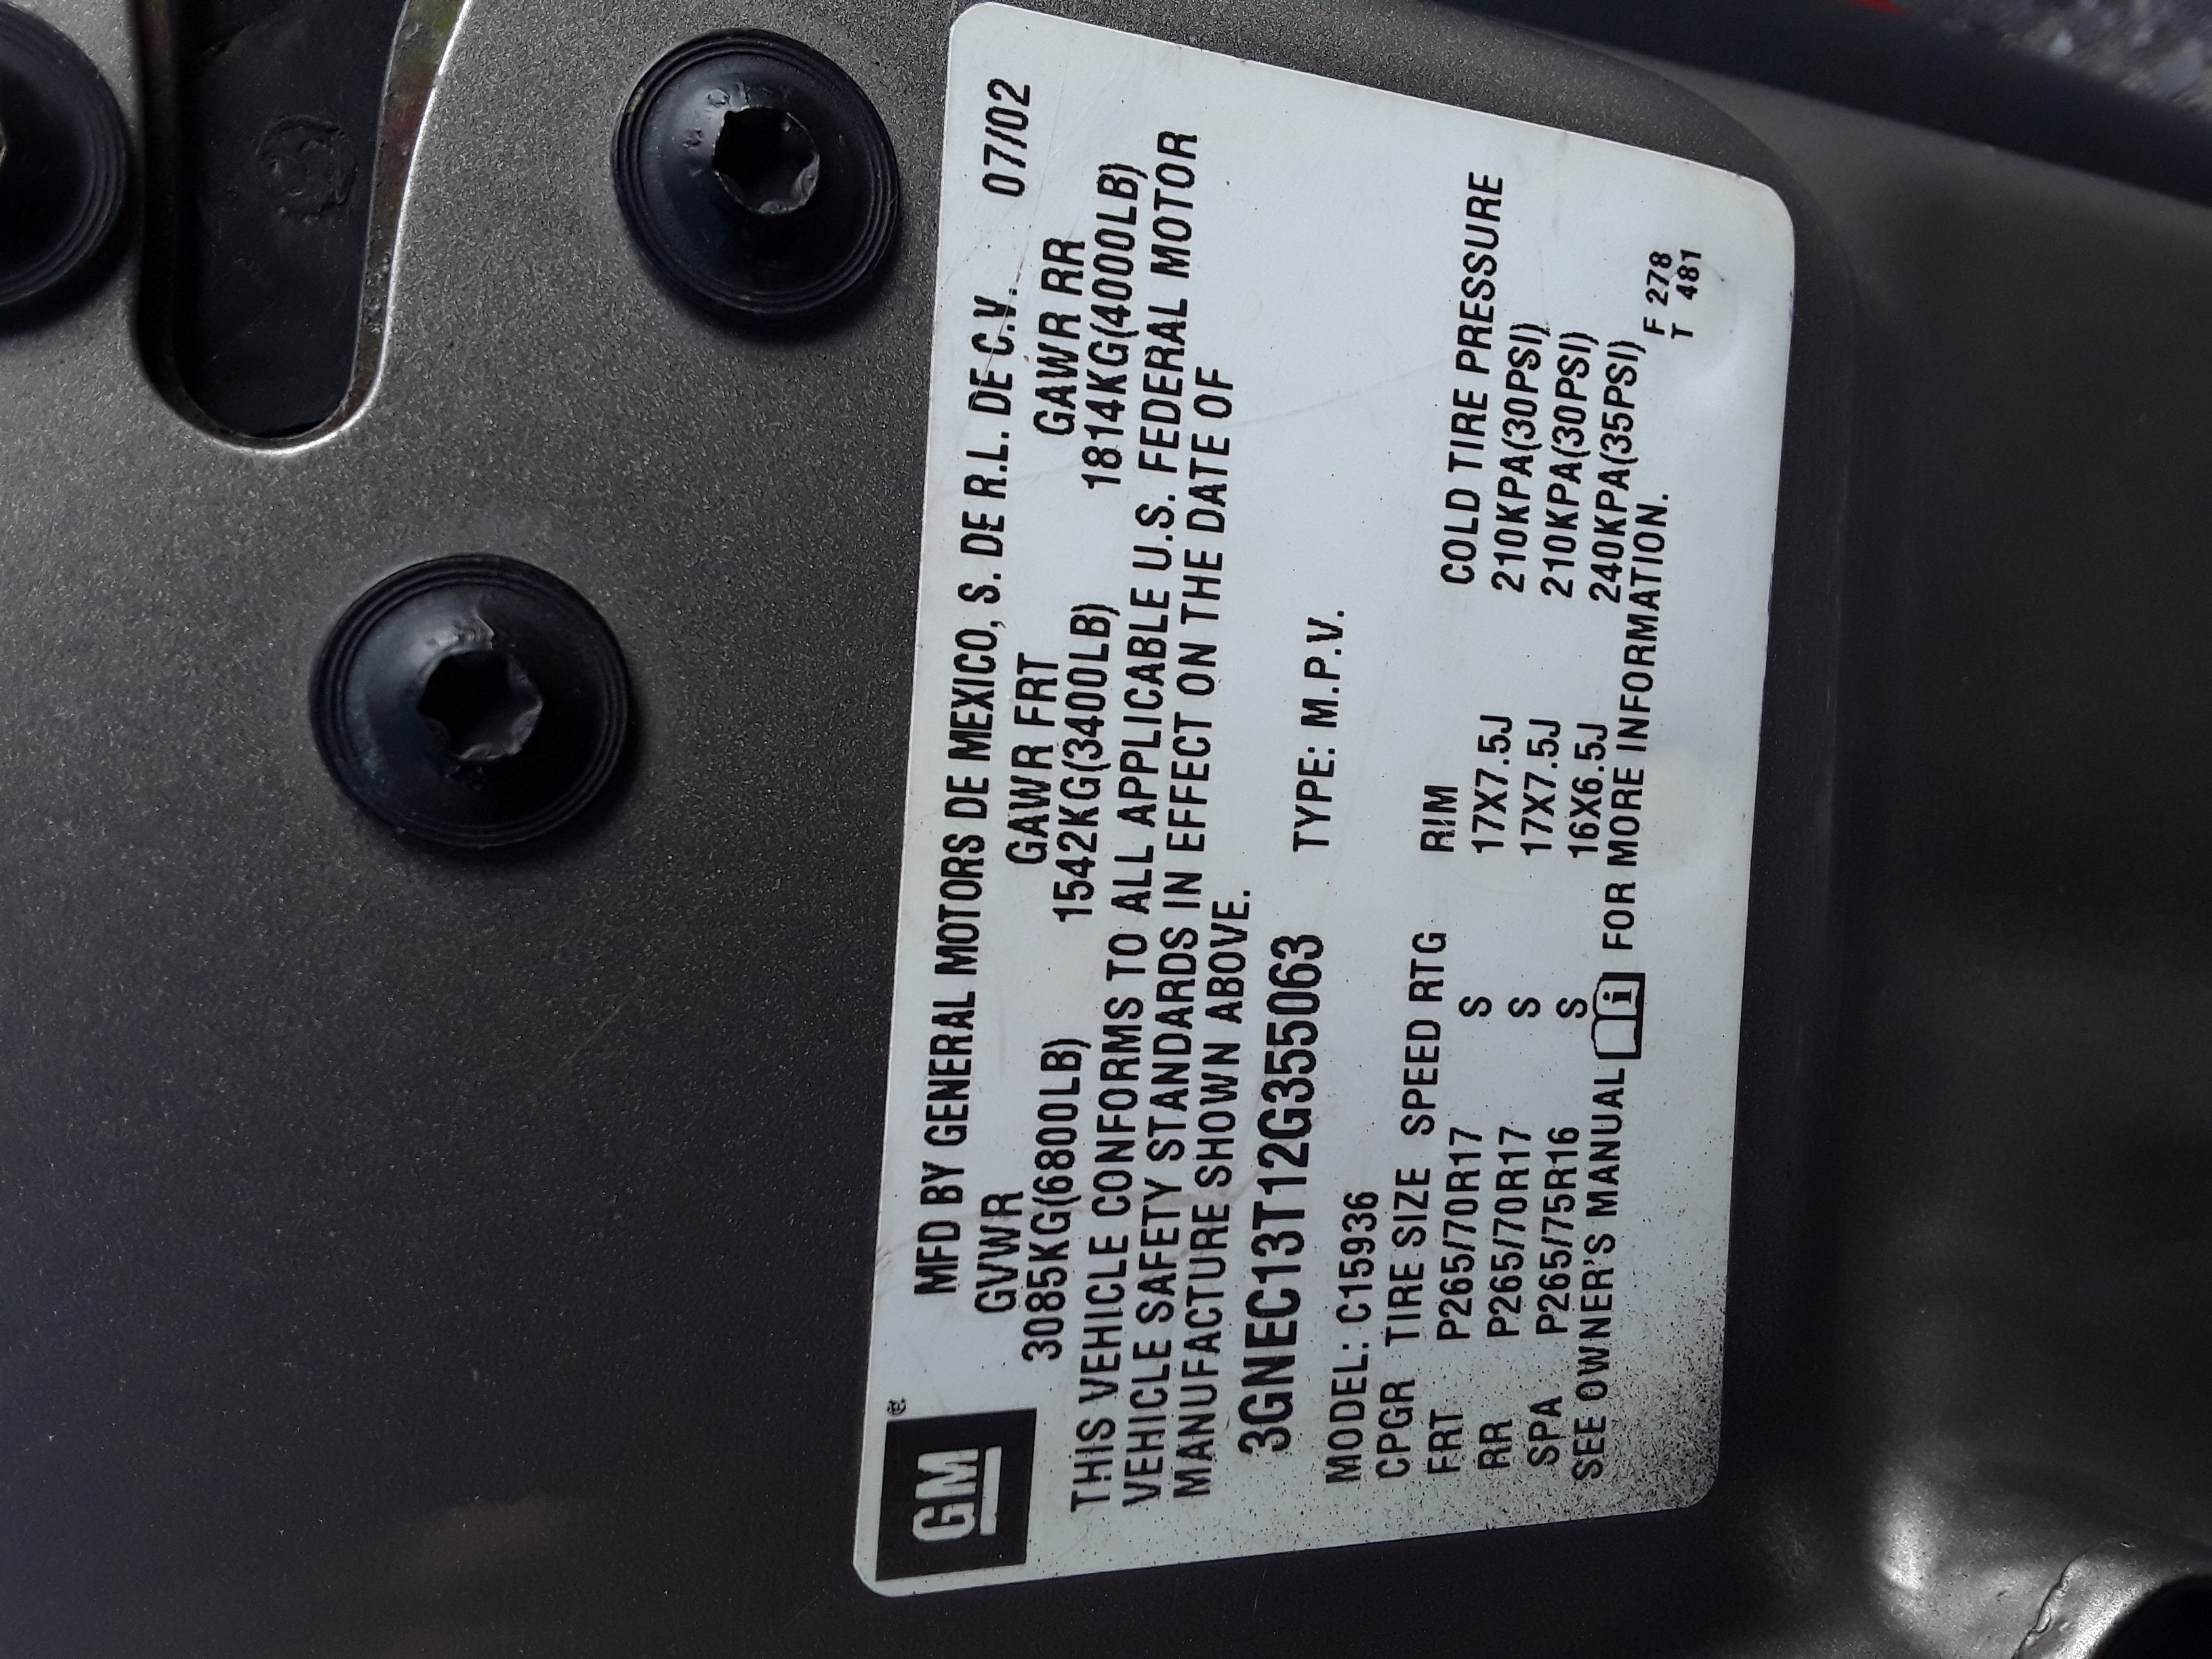 GM ®
MFD BY GENERAL MOTORS DE MEXICO, S. DE R.L. DE C.V. 07/02
GVWR GAWR FRT GAWR RR
3085KG(6800LB) 1542KG(3400LB) 1814KG(4000LB)
THIS VEHICLE CONFORMS TO ALL APPLICABLE U.S. FEDERAL MOTOR
VEHICLE SAFETY STANDARDS IN EFFECT ON THE DATE OF
MANUFACTURE SHOWN ABOVE.
3GNEC13T12G355063 TYPE: M.P.V.
MODEL: C15936
CPGR TIRE SIZE SPEED RTG RIM COLD TIRE PRESSURE
FRT P265/70R17 S 17X7.5J 210KPA(30PSI)
RR P265/70R17 S 17X7.5J 210KPA(30PSI)
SPA P265/75R16 S 16X6.5J 240KPA(35PSI)
SEE OWNER'S MANUAL i FOR MORE INFORMATION.
F 278
T 481